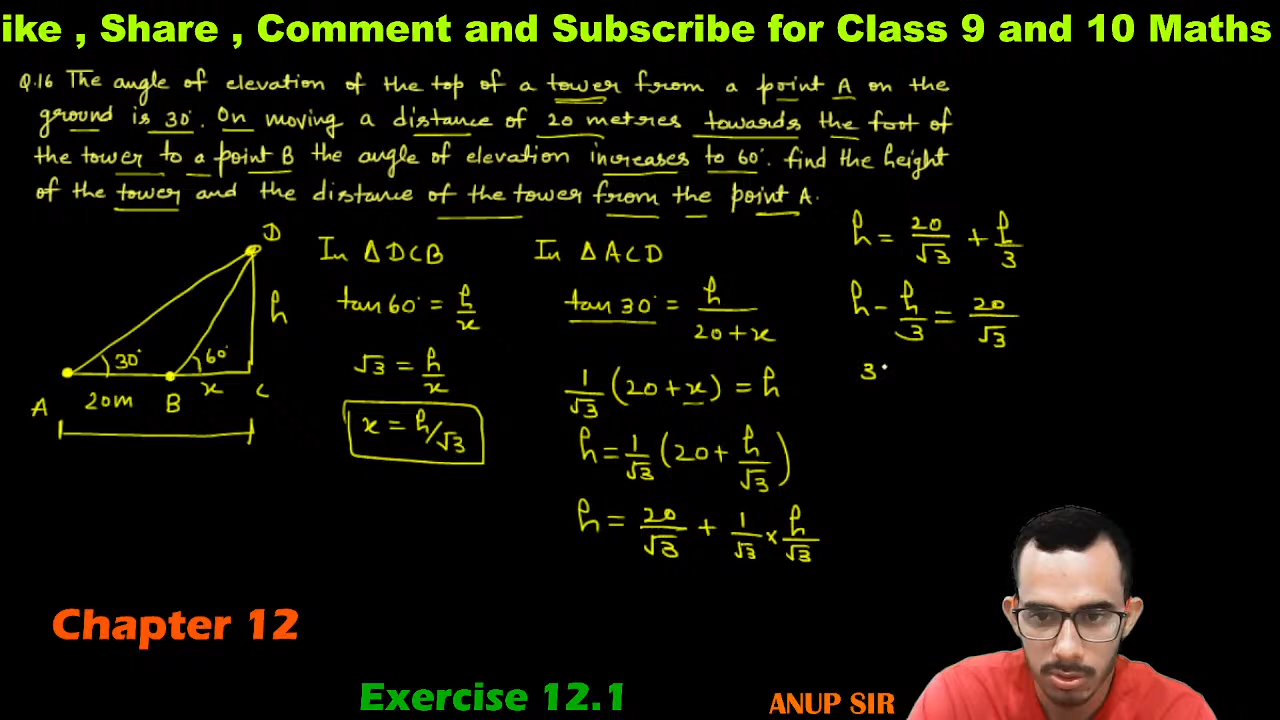 ike , Share , Comment and Subscribe for Class 9 and 10 Maths
Q.16 The angle of elevation of the top of a tower from a point A on the
ground is 30°. On moving a distance of 20 metres towards the foot of
the tower to a point B the angle of elevation increases to 60°. find the height
of the tower and the distance of the tower from the point A.
D
h
30°
60°
A
20m
B
x
C
In ΔDCB
tan 60° = h/x
√3 = h/x
x = h/√3
In ΔACD
tan 30° = h/(20+x)
1/√3 (20+x) = h
h = 1/√3 (20 + h/√3)
h = 20/√3 + 1/√3 × h/√3
h = 20/√3 + h/3
h - h/3 = 20/√3
3
Chapter 12
Exercise 12.1
ANUP SIR